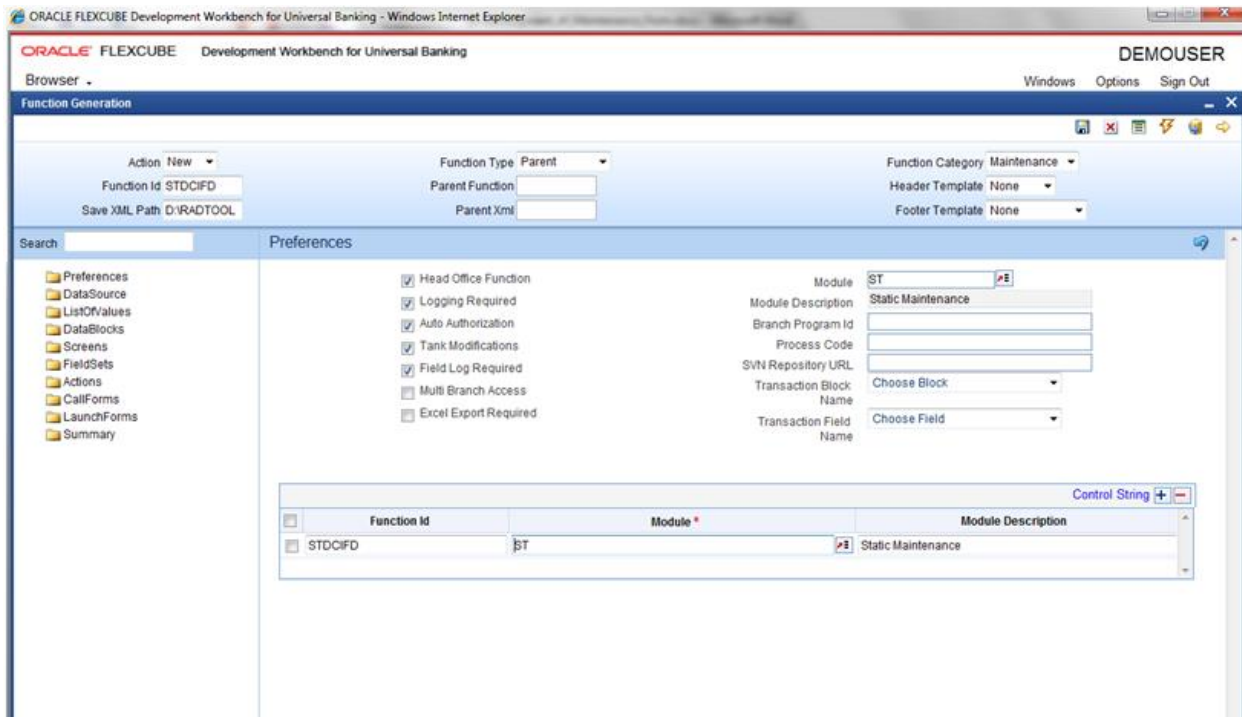 ORACLE FLEXCUBE Development Workbench for Universal Banking - Windows Internet Explorer
ORACLE FLEXCUBE Development Workbench for Universal Banking
DEMOUSER
Browser
Windows Options Sign Out
Function Generation
Action New Function Type Parent Function Category Maintenance
Function Id STDCIFD Parent Function Header Template None
Save XML Path D:\RADTOOL Parent Xml Footer Template None
Search Preferences
Preferences
DataSource
ListOfValues
DataBlocks
Screens
FieldSets
Actions
CallForms
LaunchForms
Summary
Head Office Function
Logging Required
Auto Authorization
Tank Modifications
Field Log Required
Multi Branch Access
Excel Export Required
Module ST
Module Description Static Maintenance
Branch Program Id
Process Code
SVN Repository URL
Transaction Block Choose Block
Name
Transaction Field Choose Field
Name
Control String + -
Function Id Module * Module Description
STDCIFD ST Static Maintenance